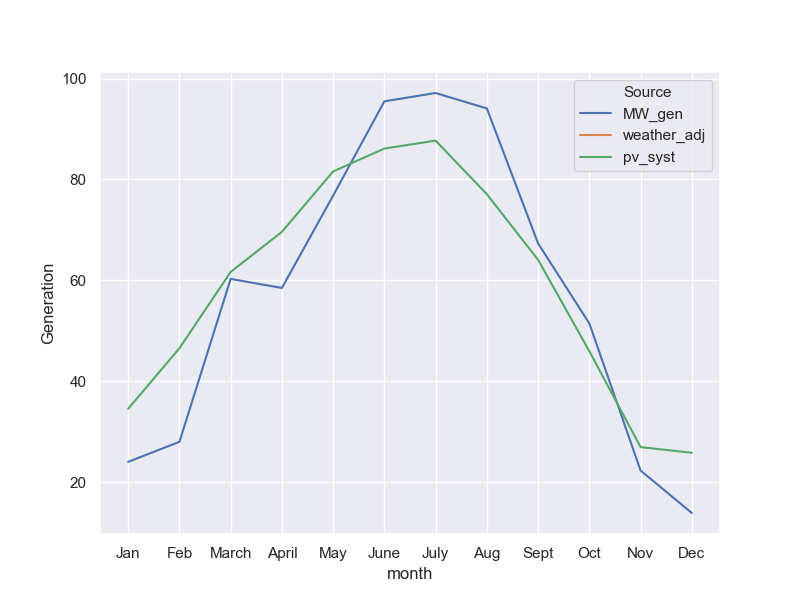 Source
MW_gen
weather_adj
pv_syst
100
80
60
40
20
Generation
Jan Feb March April May June July Aug Sept Oct Nov Dec
month